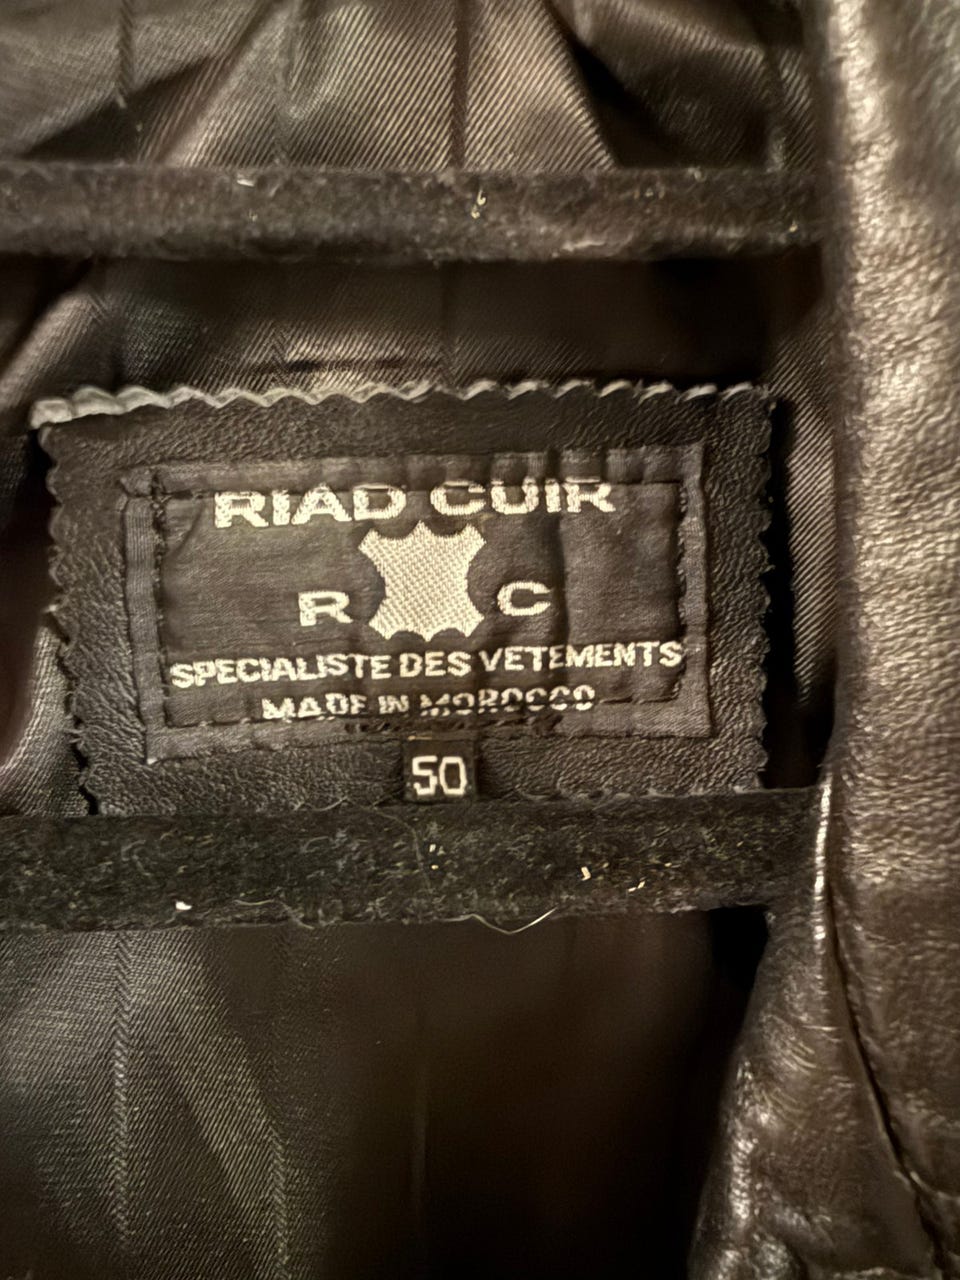 RIAD CUIR
R C
SPECIALISTE DES VETEMENTS
MADE IN MOROCCO
50